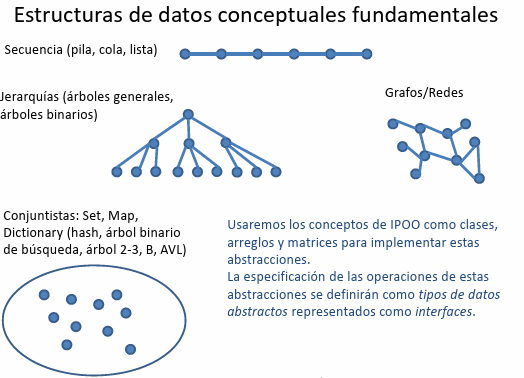 Estructuras de datos conceptuales fundamentales
Secuencia (pila, cola, lista)
Jerarquías (árboles generales,
árboles binarios)
Grafos/Redes
Conjuntistas: Set, Map,
Dictionary (hash, árbol binario
de búsqueda, árbol 2-3, B, AVL)
Usaremos los conceptos de IPOO como clases,
arreglos y matrices para implementar estas
abstracciones.
La especificación de las operaciones de estas
abstracciones se definirán como tipos de datos
abstractos representados como interfaces.